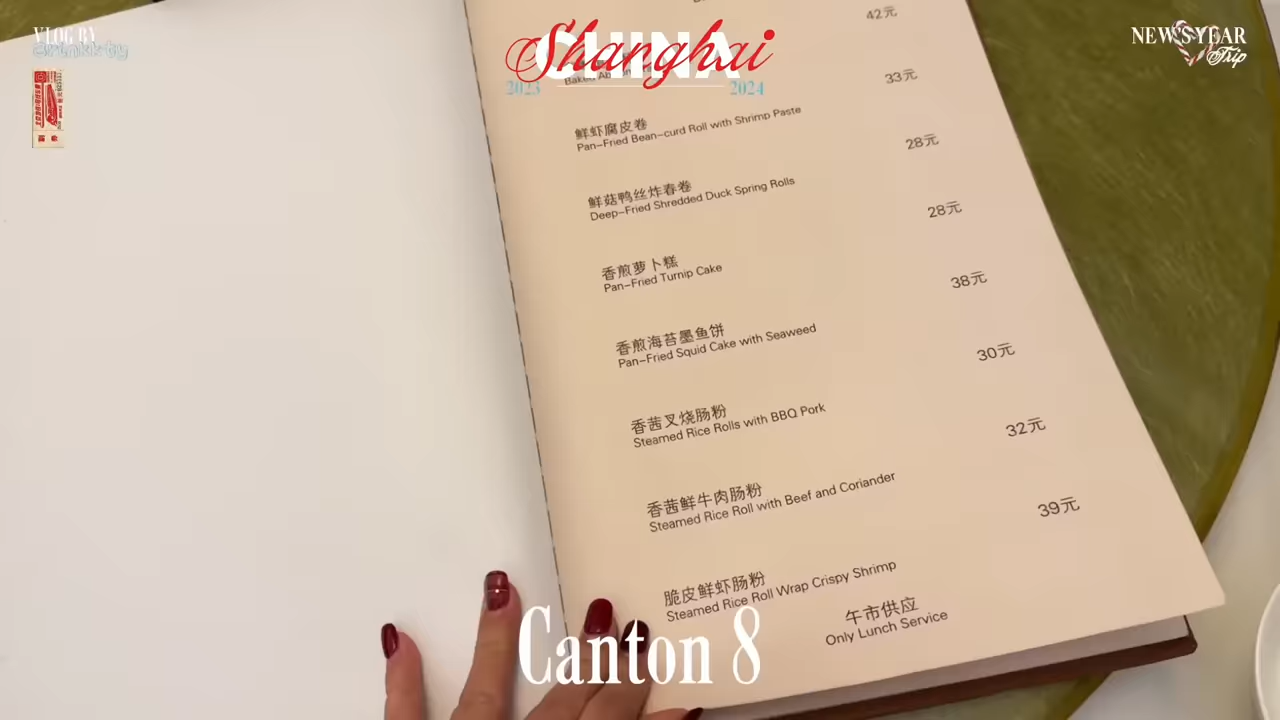 VLOG BY
CHINA
Shanghai
2023
2024
NEW'S YEAR
Trip
42元
33元
鲜虾腐皮卷
Pan-Fried Bean-curd Roll with Shrimp Paste
28元
鲜菇鸭丝炸春卷
Deep-Fried Shredded Duck Spring Rolls
28元
香煎萝卜糕
Pan-Fried Turnip Cake
38元
香煎海苔墨鱼饼
Pan-Fried Squid Cake with Seaweed
30元
香茜叉烧肠粉
Steamed Rice Rolls with BBQ Pork
32元
香茜鲜牛肉肠粉
Steamed Rice Roll with Beef and Coriander
39元
脆皮鲜虾肠粉
Steamed Rice Roll Wrap Crispy Shrimp
午市供应
Only Lunch Service
Canton 8